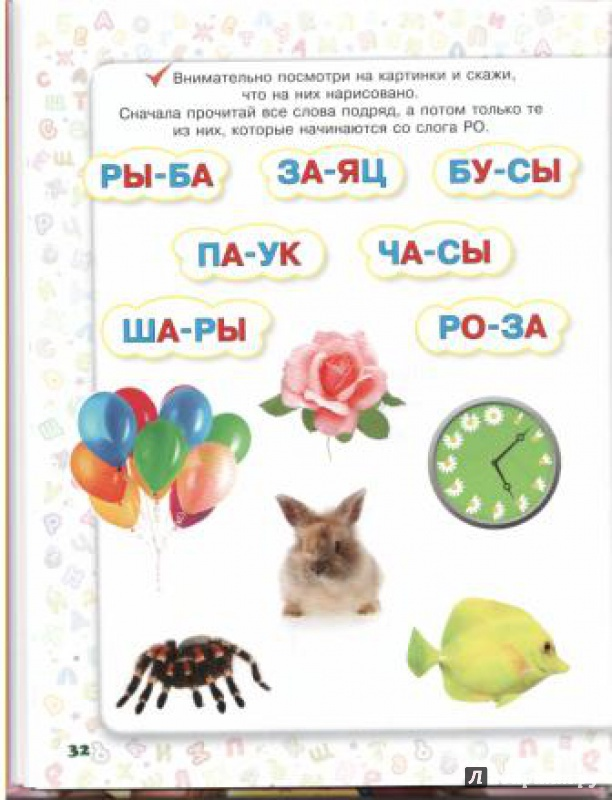 Внимательно посмотри на картинки и скажи,
что на них нарисовано.
Сначала прочитай все слова подряд, а потом только те
из них, которые начинаются со слога РО.
РЫ-БА ЗА-ЯЦ БУ-СЫ
ПА-УК ЧА-СЫ
ША-РЫ РО-ЗА
32